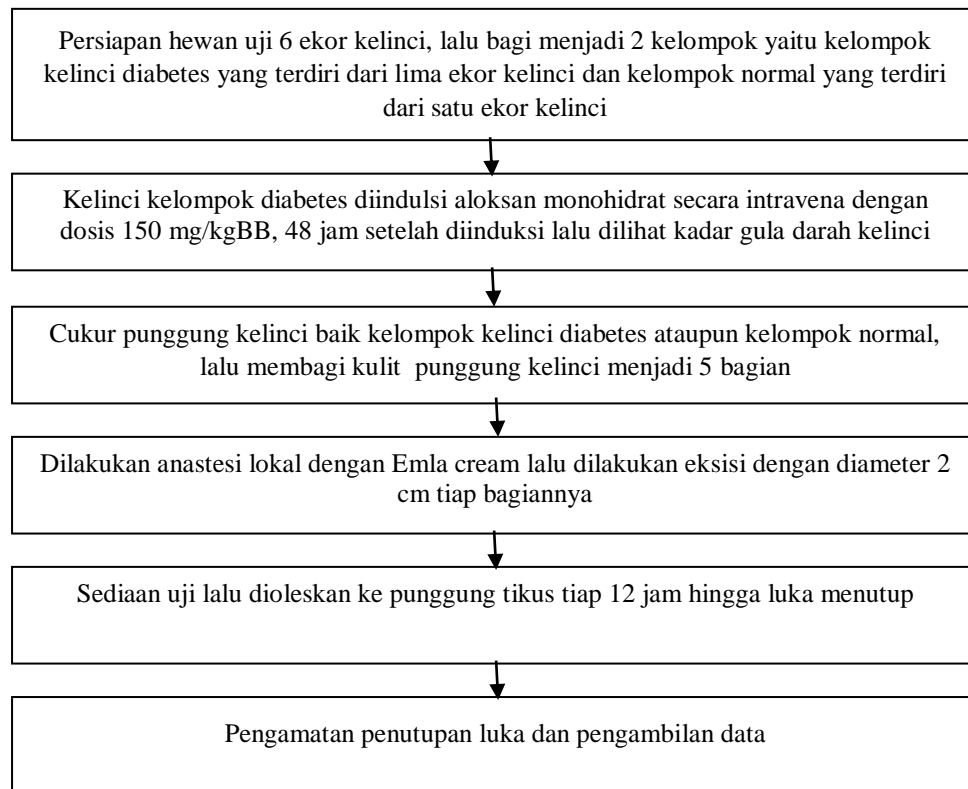 Persiapan hewan uji 6 ekor kelinci, lalu bagi menjadi 2 kelompok yaitu kelompok
kelinci diabetes yang terdiri dari lima ekor kelinci dan kelompok normal yang terdiri
dari satu ekor kelinci
Kelinci kelompok diabetes diindulsi aloksan monohidrat secara intravena dengan
dosis 150 mg/kgBB, 48 jam setelah diinduksi lalu dilihat kadar gula darah kelinci
Cukur punggung kelinci baik kelompok kelinci diabetes ataupun kelompok normal,
lalu membagi kulit punggung kelinci menjadi 5 bagian
Dilakukan anastesi lokal dengan Emla cream lalu dilakukan eksisi dengan diameter 2
cm tiap bagiannya
Sediaan uji lalu dioleskan ke punggung tikus tiap 12 jam hingga luka menutup
Pengamatan penutupan luka dan pengambilan data